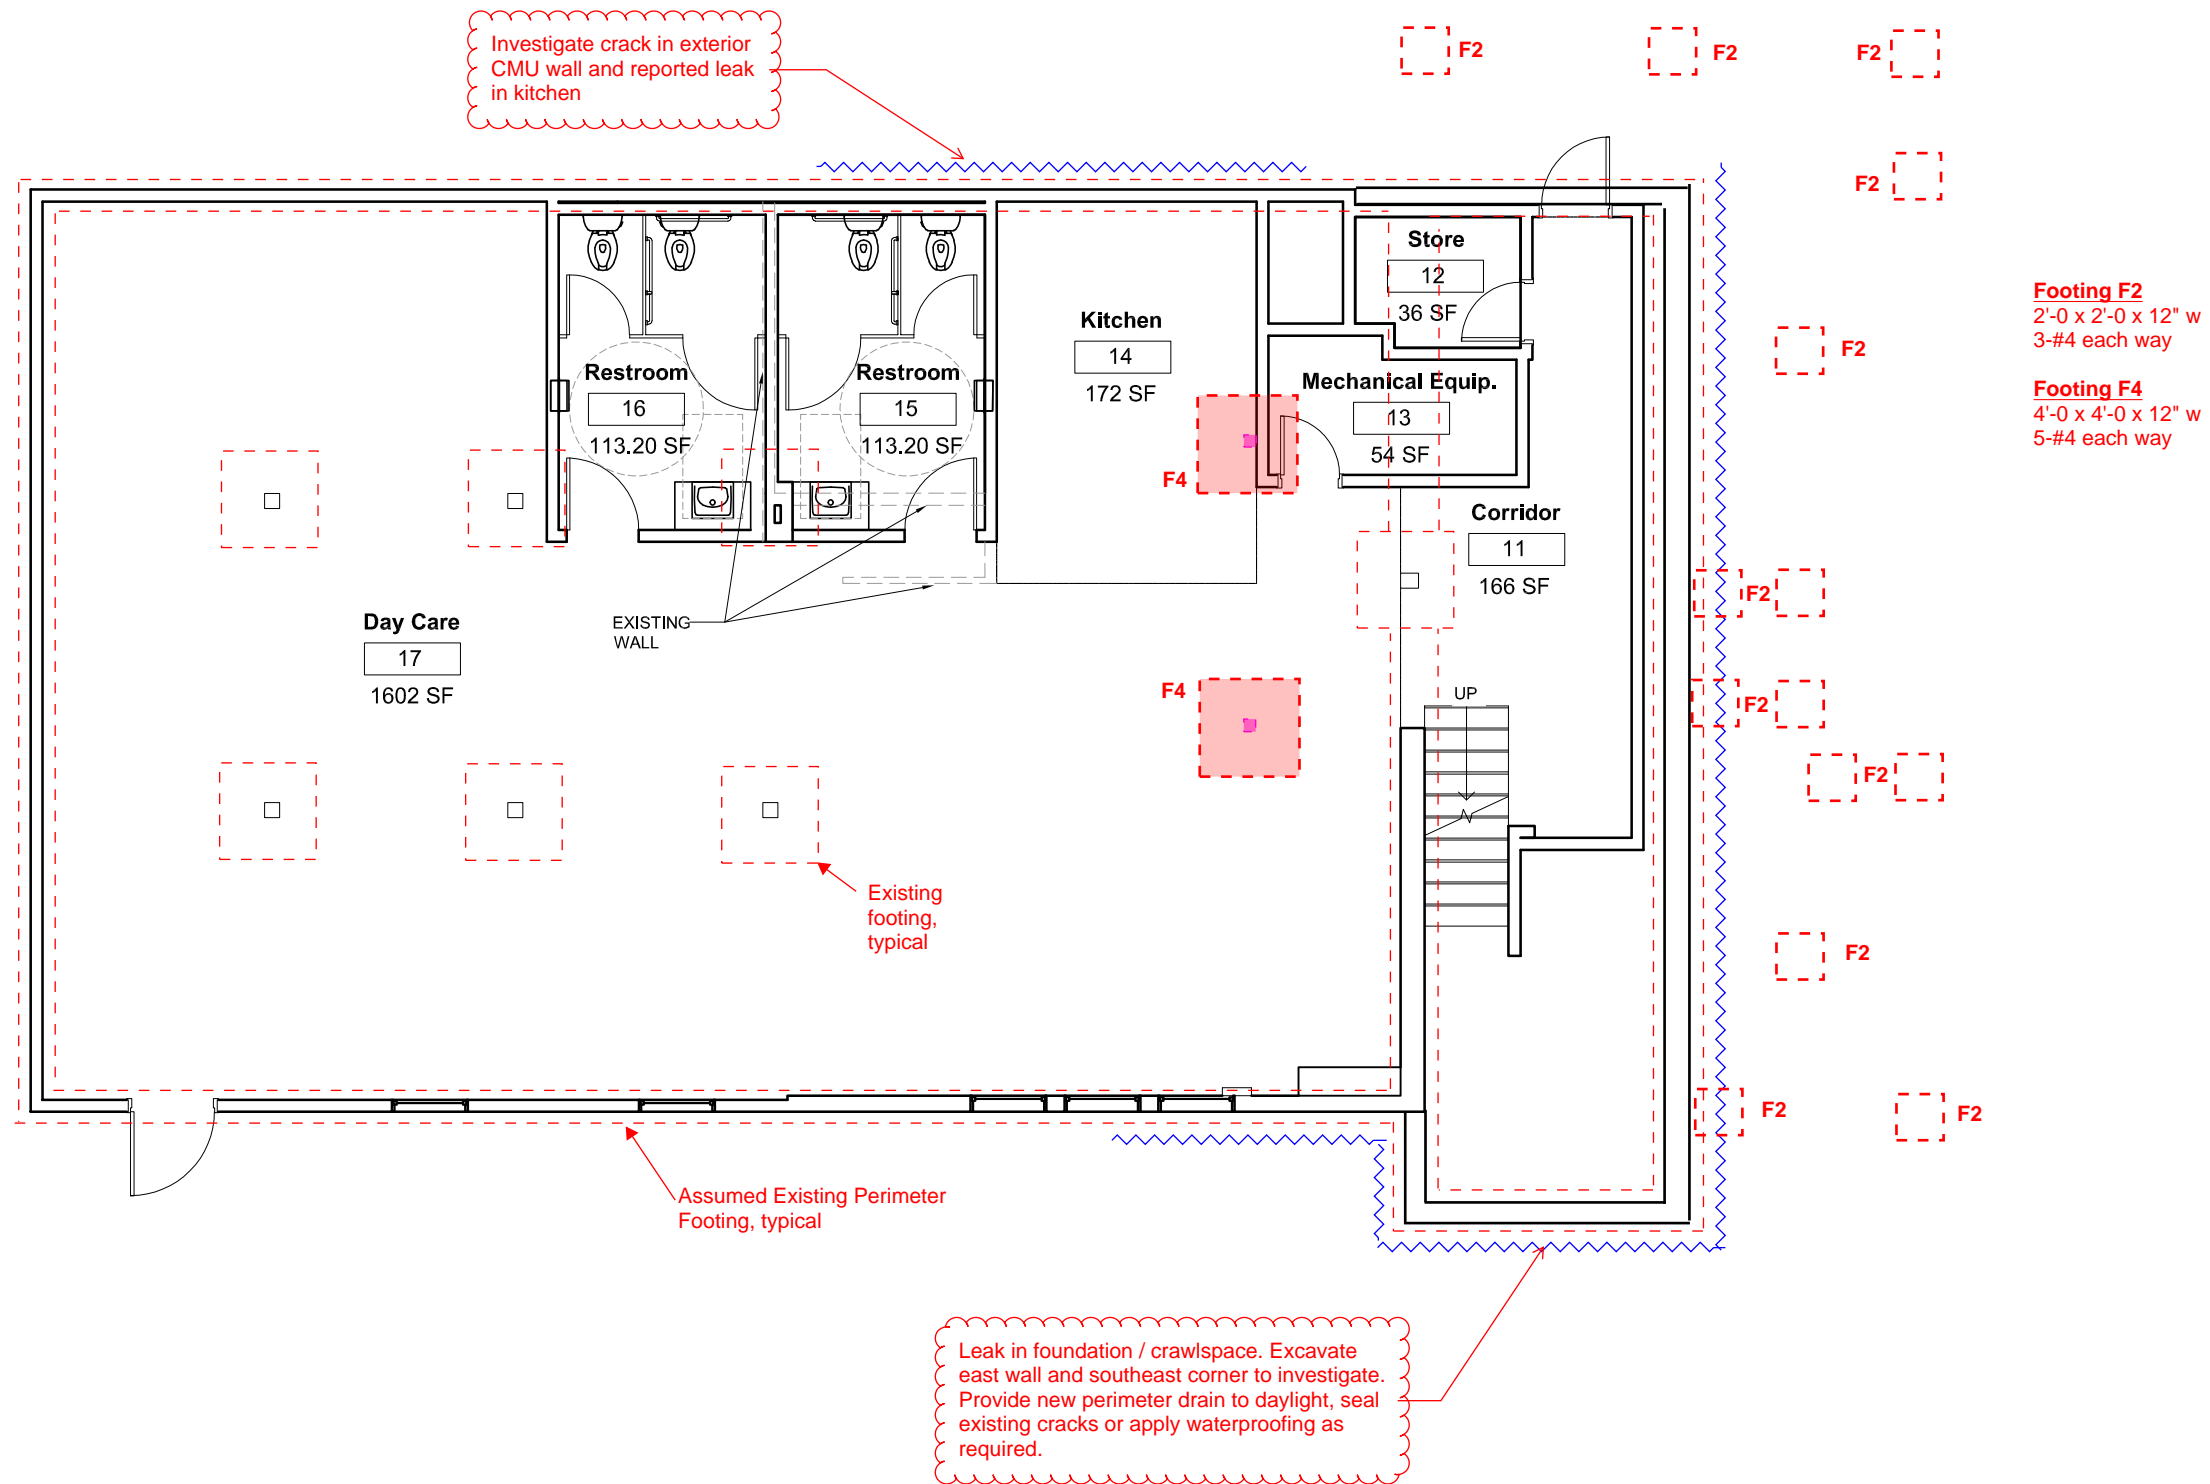 Investigate crack in exterior
CMU wall and reported leak
in kitchen
F2
F2
F2
F2
Store
12
36 SF
Footing F2
2'-0 x 2'-0 x 12" w
3-#4 each way
Footing F4
4'-0 x 4'-0 x 12" w
5-#4 each way
Kitchen
14
172 SF
F2
Restroom
16
113.20 SF
Restroom
15
113.20 SF
Mechanical Equip.
13
54 SF
F4
Corridor
11
166 SF
F2
Day Care
17
1602 SF
EXISTING
WALL
F4
UP
F2
F2
Existing
footing,
typical
F2
F2
F2
Assumed Existing Perimeter
Footing, typical
Leak in foundation / crawlspace. Excavate
east wall and southeast corner to investigate.
Provide new perimeter drain to daylight, seal
existing cracks or apply waterproofing as
required.